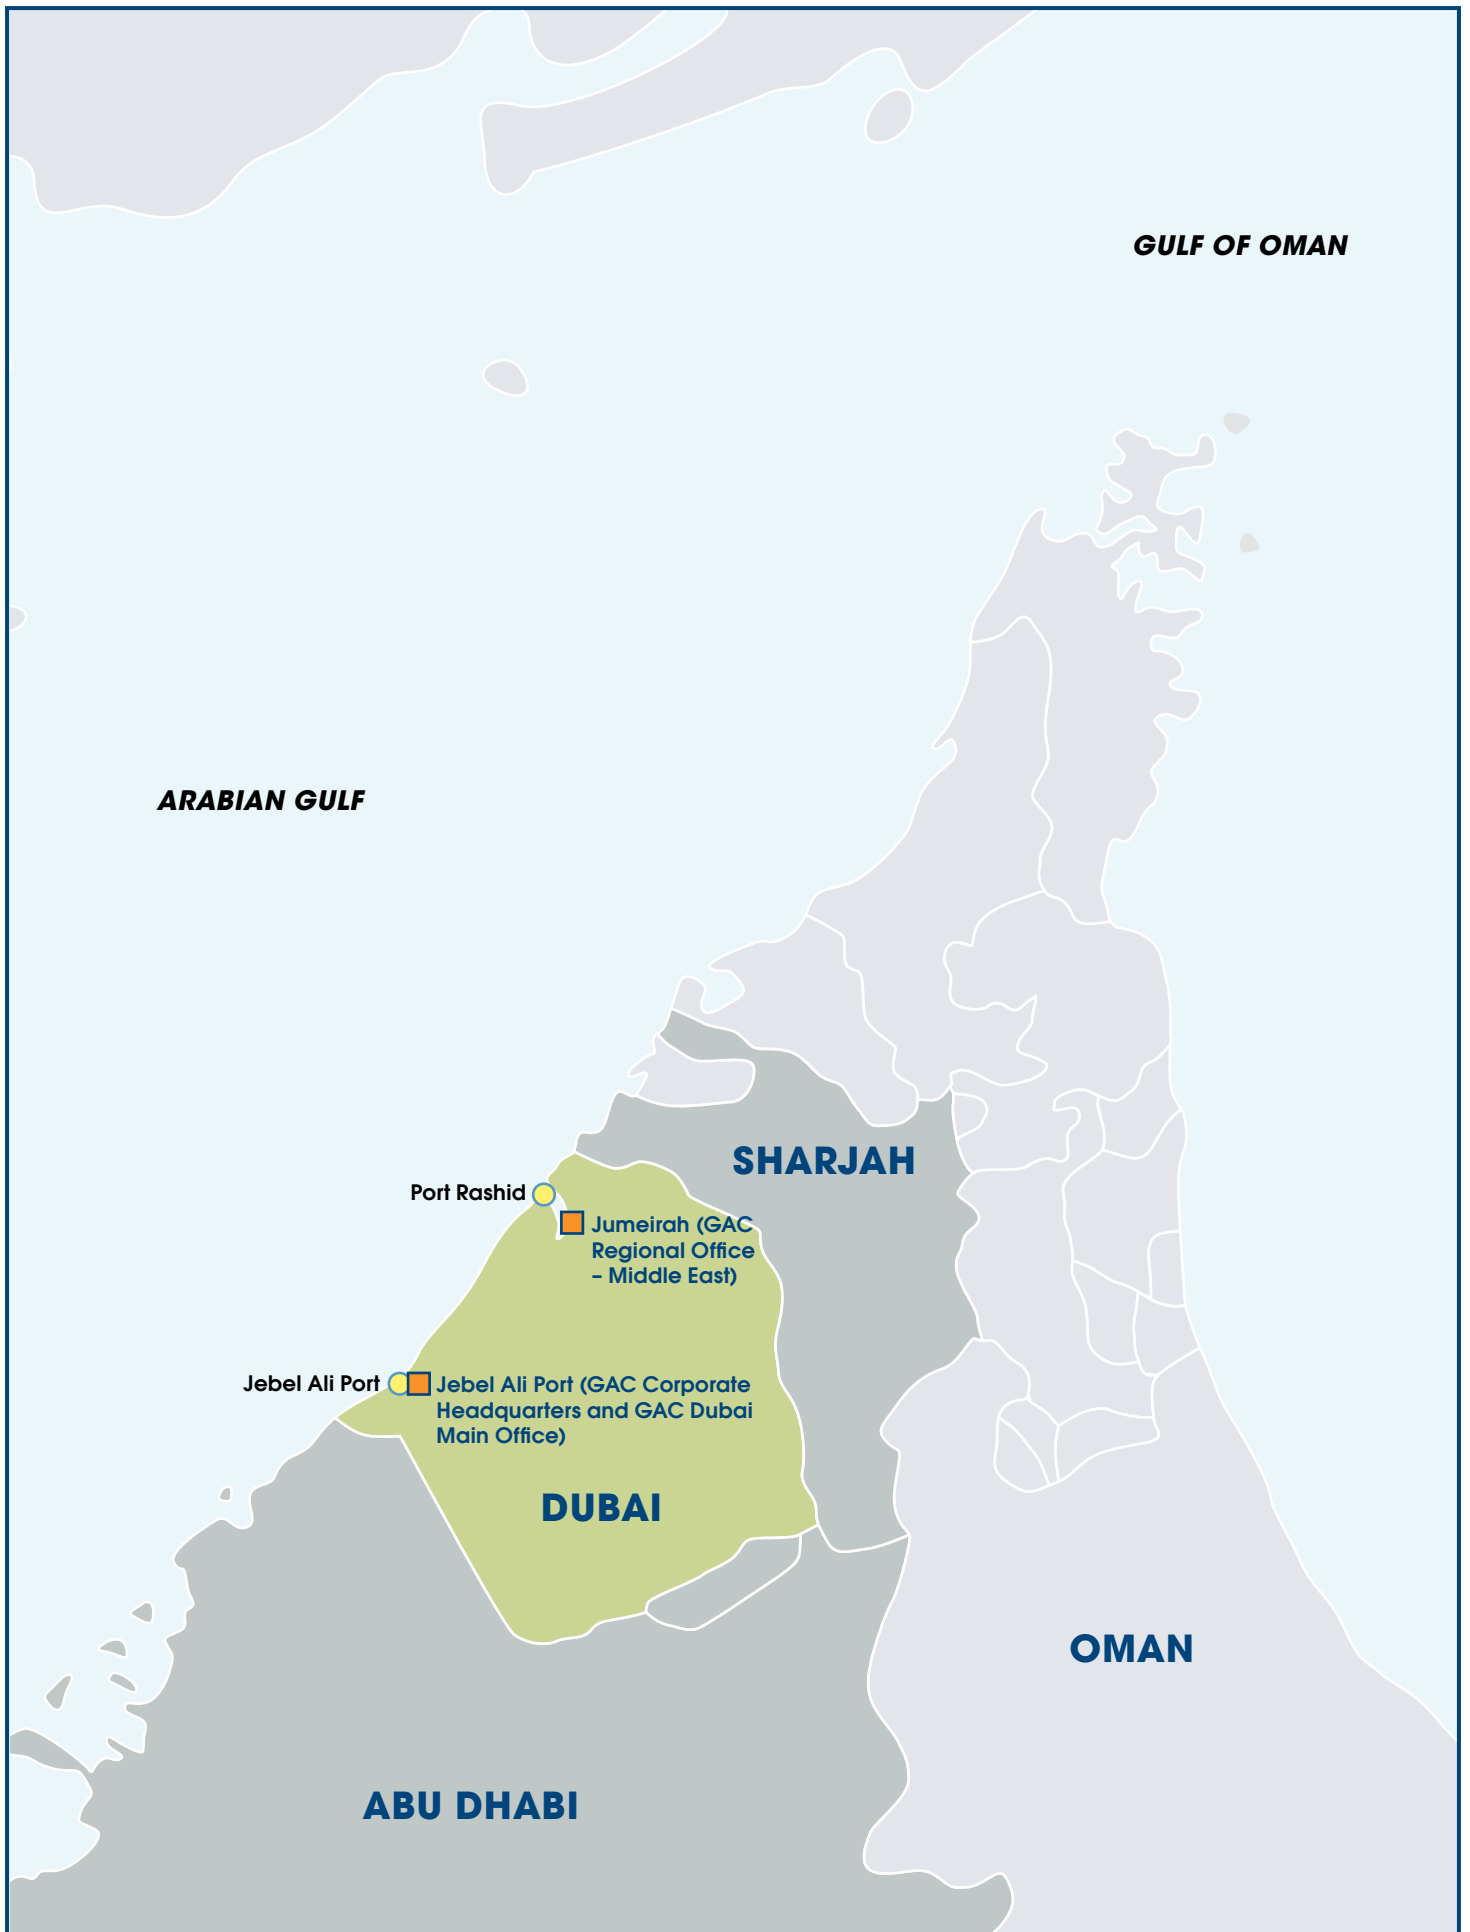 GULF OF OMAN
ARABIAN GULF
SHARJAH
Port Rashid
Jumeirah (GAC
Regional Office
– Middle East)
Jebel Ali Port
Jebel Ali Port (GAC Corporate
Headquarters and GAC Dubai
Main Office)
DUBAI
OMAN
ABU DHABI